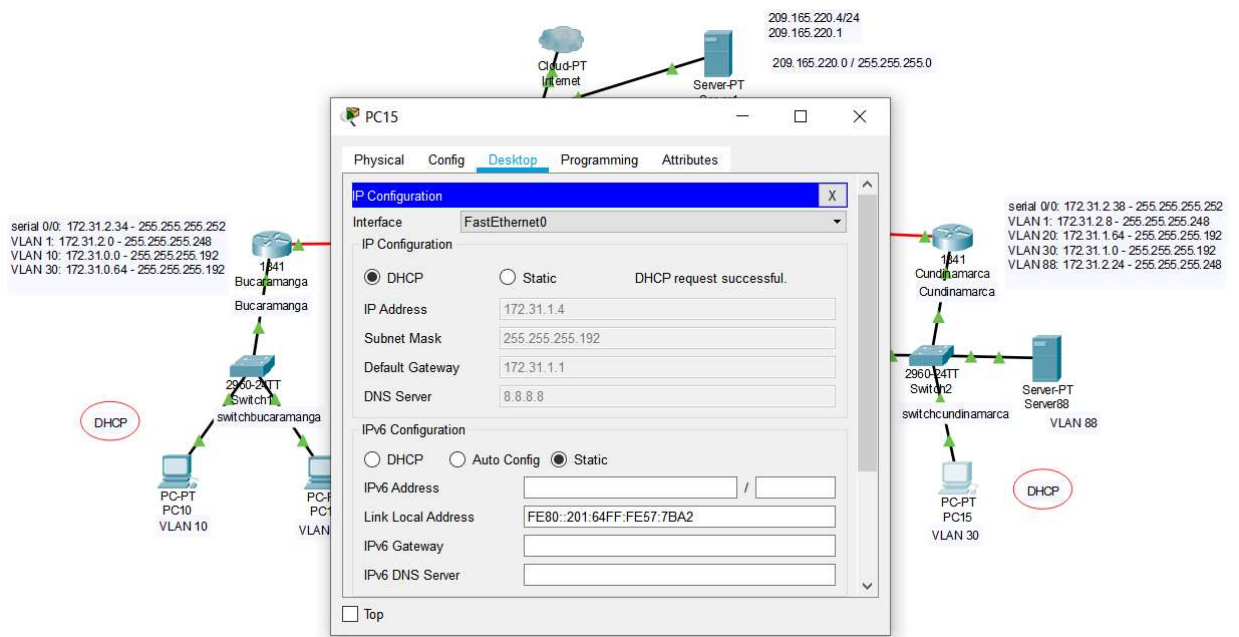 209.165.220.4/24
209.165.220.1
209.165.220.0 / 255.255.255.0
Cloud-PT
Internet
Server-PT
PC15
Physical Config Desktop Programming Attributes
IP Configuration X
Interface FastEthernet0
IP Configuration
DHCP Static DHCP request successful.
IP Address 172.31.1.4
Subnet Mask 255.255.255.192
Default Gateway 172.31.1.1
DNS Server 8.8.8.8
IPv6 Configuration
DHCP Auto Config Static
IPv6 Address /
Link Local Address FE80::201:64FF:FE57:7BA2
IPv6 Gateway
IPv6 DNS Server
Top
serial 0/0: 172.31.2.34 - 255.255.255.252
VLAN 1: 172.31.2.0 - 255.255.255.248
VLAN 10: 172.31.0.0 - 255.255.255.192
VLAN 30: 172.31.0.64 - 255.255.255.192
1841
Bucaramanga
Bucaramanga
2960-24TT
Switch1
switchbucaramanga
DHCP
PC-PT
PC10
VLAN 10
VLAN
serial 0/0: 172.31.2.38 - 255.255.255.252
VLAN 1: 172.31.2.8 - 255.255.255.248
VLAN 20: 172.31.1.64 - 255.255.255.192
VLAN 30: 172.31.1.0 - 255.255.255.192
VLAN 88: 172.31.2.24 - 255.255.255.248
1841
Cundinamarca
Cundinamarca
2960-24TT
Switch2
switchcundinamarca
Server-PT
Server88
VLAN 88
PC-PT
PC15
VLAN 30
DHCP